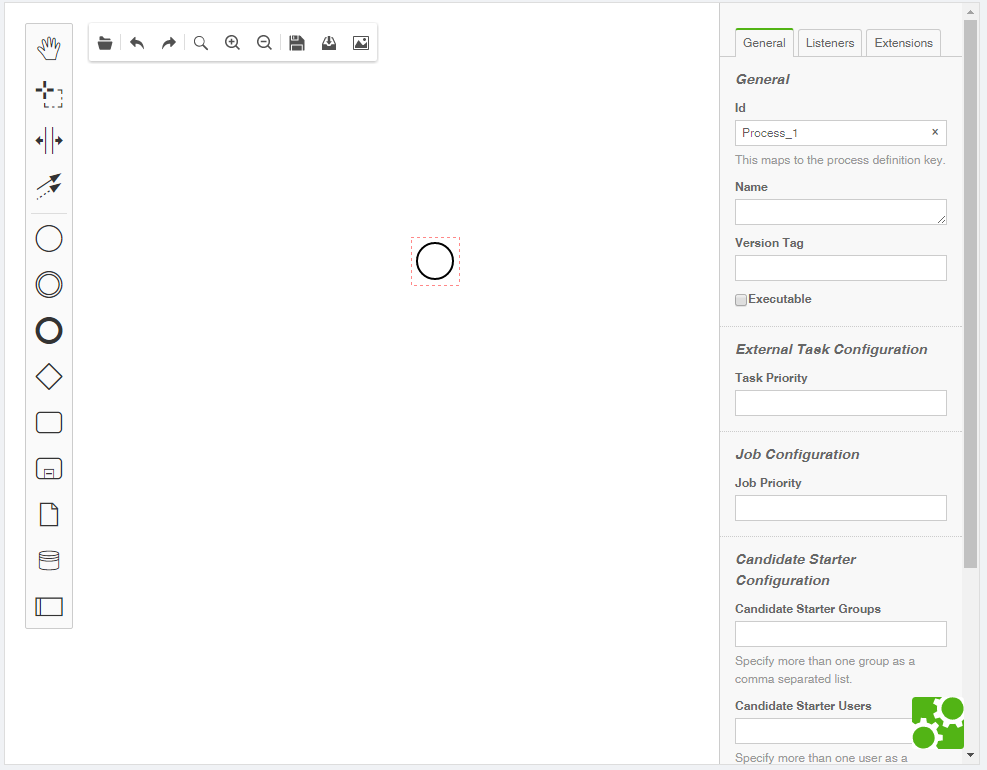 General
Listeners
Extensions
General
Id
Process_1
×
This maps to the process definition key.
Name
Version Tag
Executable
External Task Configuration
Task Priority
Job Configuration
Job Priority
Candidate Starter
Configuration
Candidate Starter Groups
Specify more than one group as a
comma separated list.
Candidate Starter Users
Specify more than one user as a